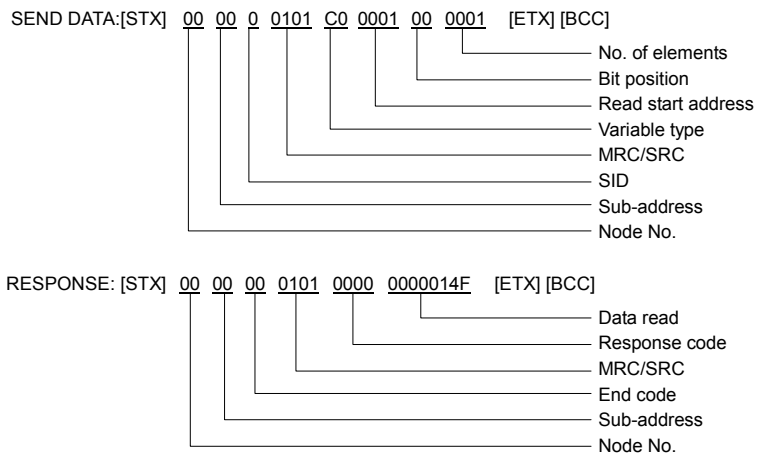 SEND DATA:[STX] 00 00 0 0101 C0 0001 00 0001 [ETX] [BCC]
No. of elements
Bit position
Read start address
Variable type
MRC/SRC
SID
Sub-address
Node No.
RESPONSE: [STX] 00 00 00 0101 0000 0000014F [ETX] [BCC]
Data read
Response code
MRC/SRC
End code
Sub-address
Node No.